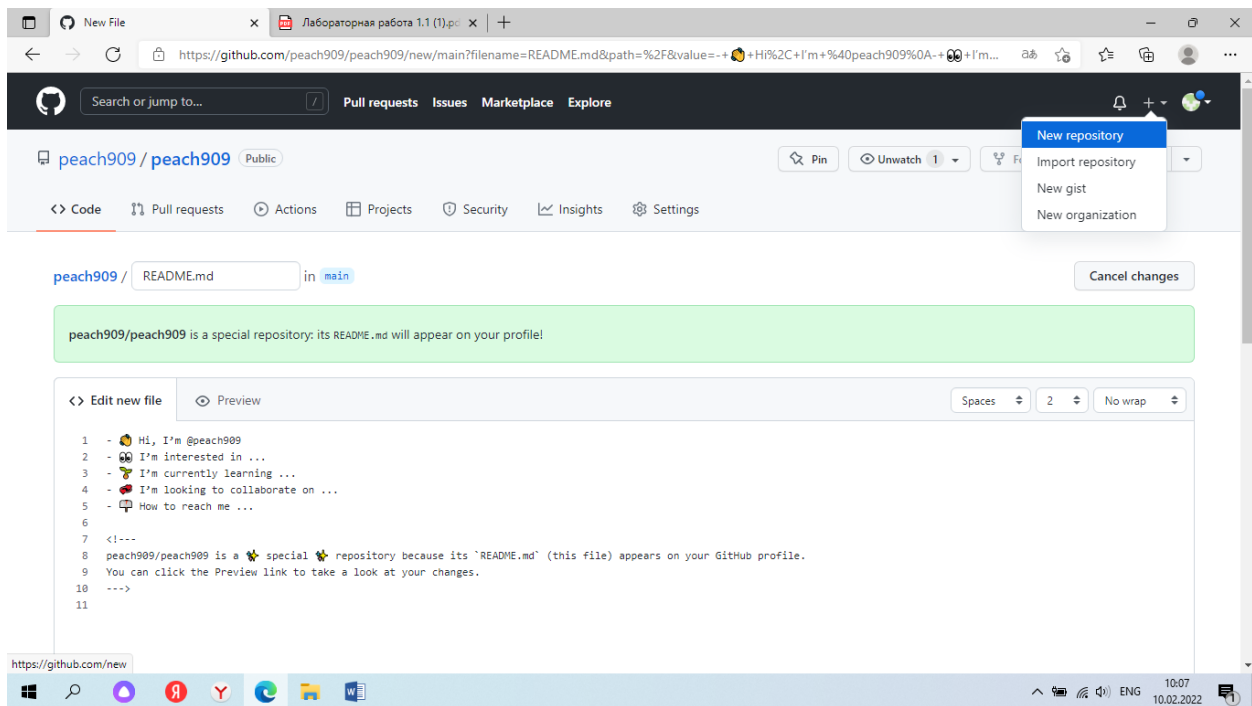 New File
Лабораторная работа 1.1 (1).pd
https://github.com/peach909/peach909/new/main?filename=README.md&path=%2F&value=-+👋+Hi%2C+I'm+%40peach909%0A-+👀+I'm...
Search or jump to... /
Pull requests Issues Marketplace Explore
New repository
Import repository
New gist
New organization
peach909 / peach909 Public
Pin Unwatch 1 F
Code Pull requests Actions Projects Security Insights Settings
peach909 / README.md in main Cancel changes
peach909/peach909 is a special repository: its README.md will appear on your profile!
<> Edit new file Preview Spaces 2 No wrap
1 - 👋 Hi, I'm @peach909
2 - 👀 I'm interested in ...
3 - 🌱 I'm currently learning ...
4 - 💞️ I'm looking to collaborate on ...
5 - 📫 How to reach me ...
6
7 <!---
8 peach909/peach909 is a ✨ special ✨ repository because its `README.md` (this file) appears on your GitHub profile.
9 You can click the Preview link to take a look at your changes.
10 --->
11
https://github.com/new
ENG 10:07
10.02.2022